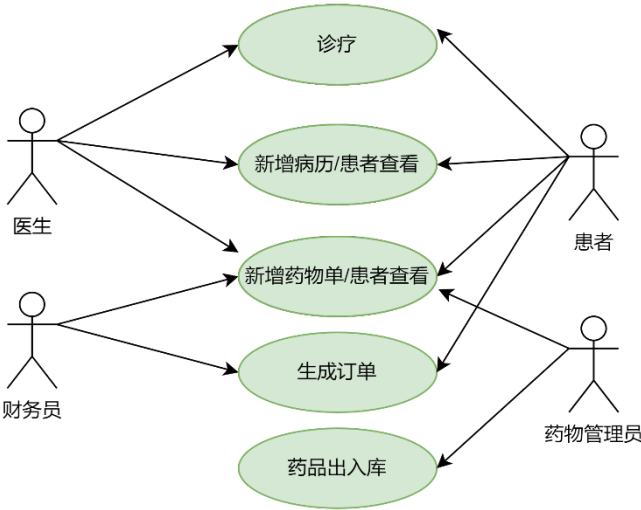 诊疗
新增病历/患者查看
医生
患者
新增药物单/患者查看
生成订单
财务员
药物管理员
药品出入库